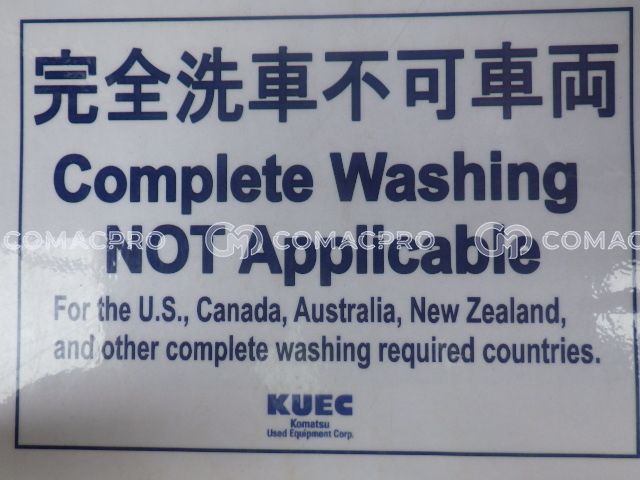 完全洗車不可車両
Complete Washing
NOT Applicable
COMACPRO COMACPRO COMACPRO
For the U.S., Canada, Australia, New Zealand,
and other complete washing required countries.
KUEC
Komatsu
Used Equipment Corp.